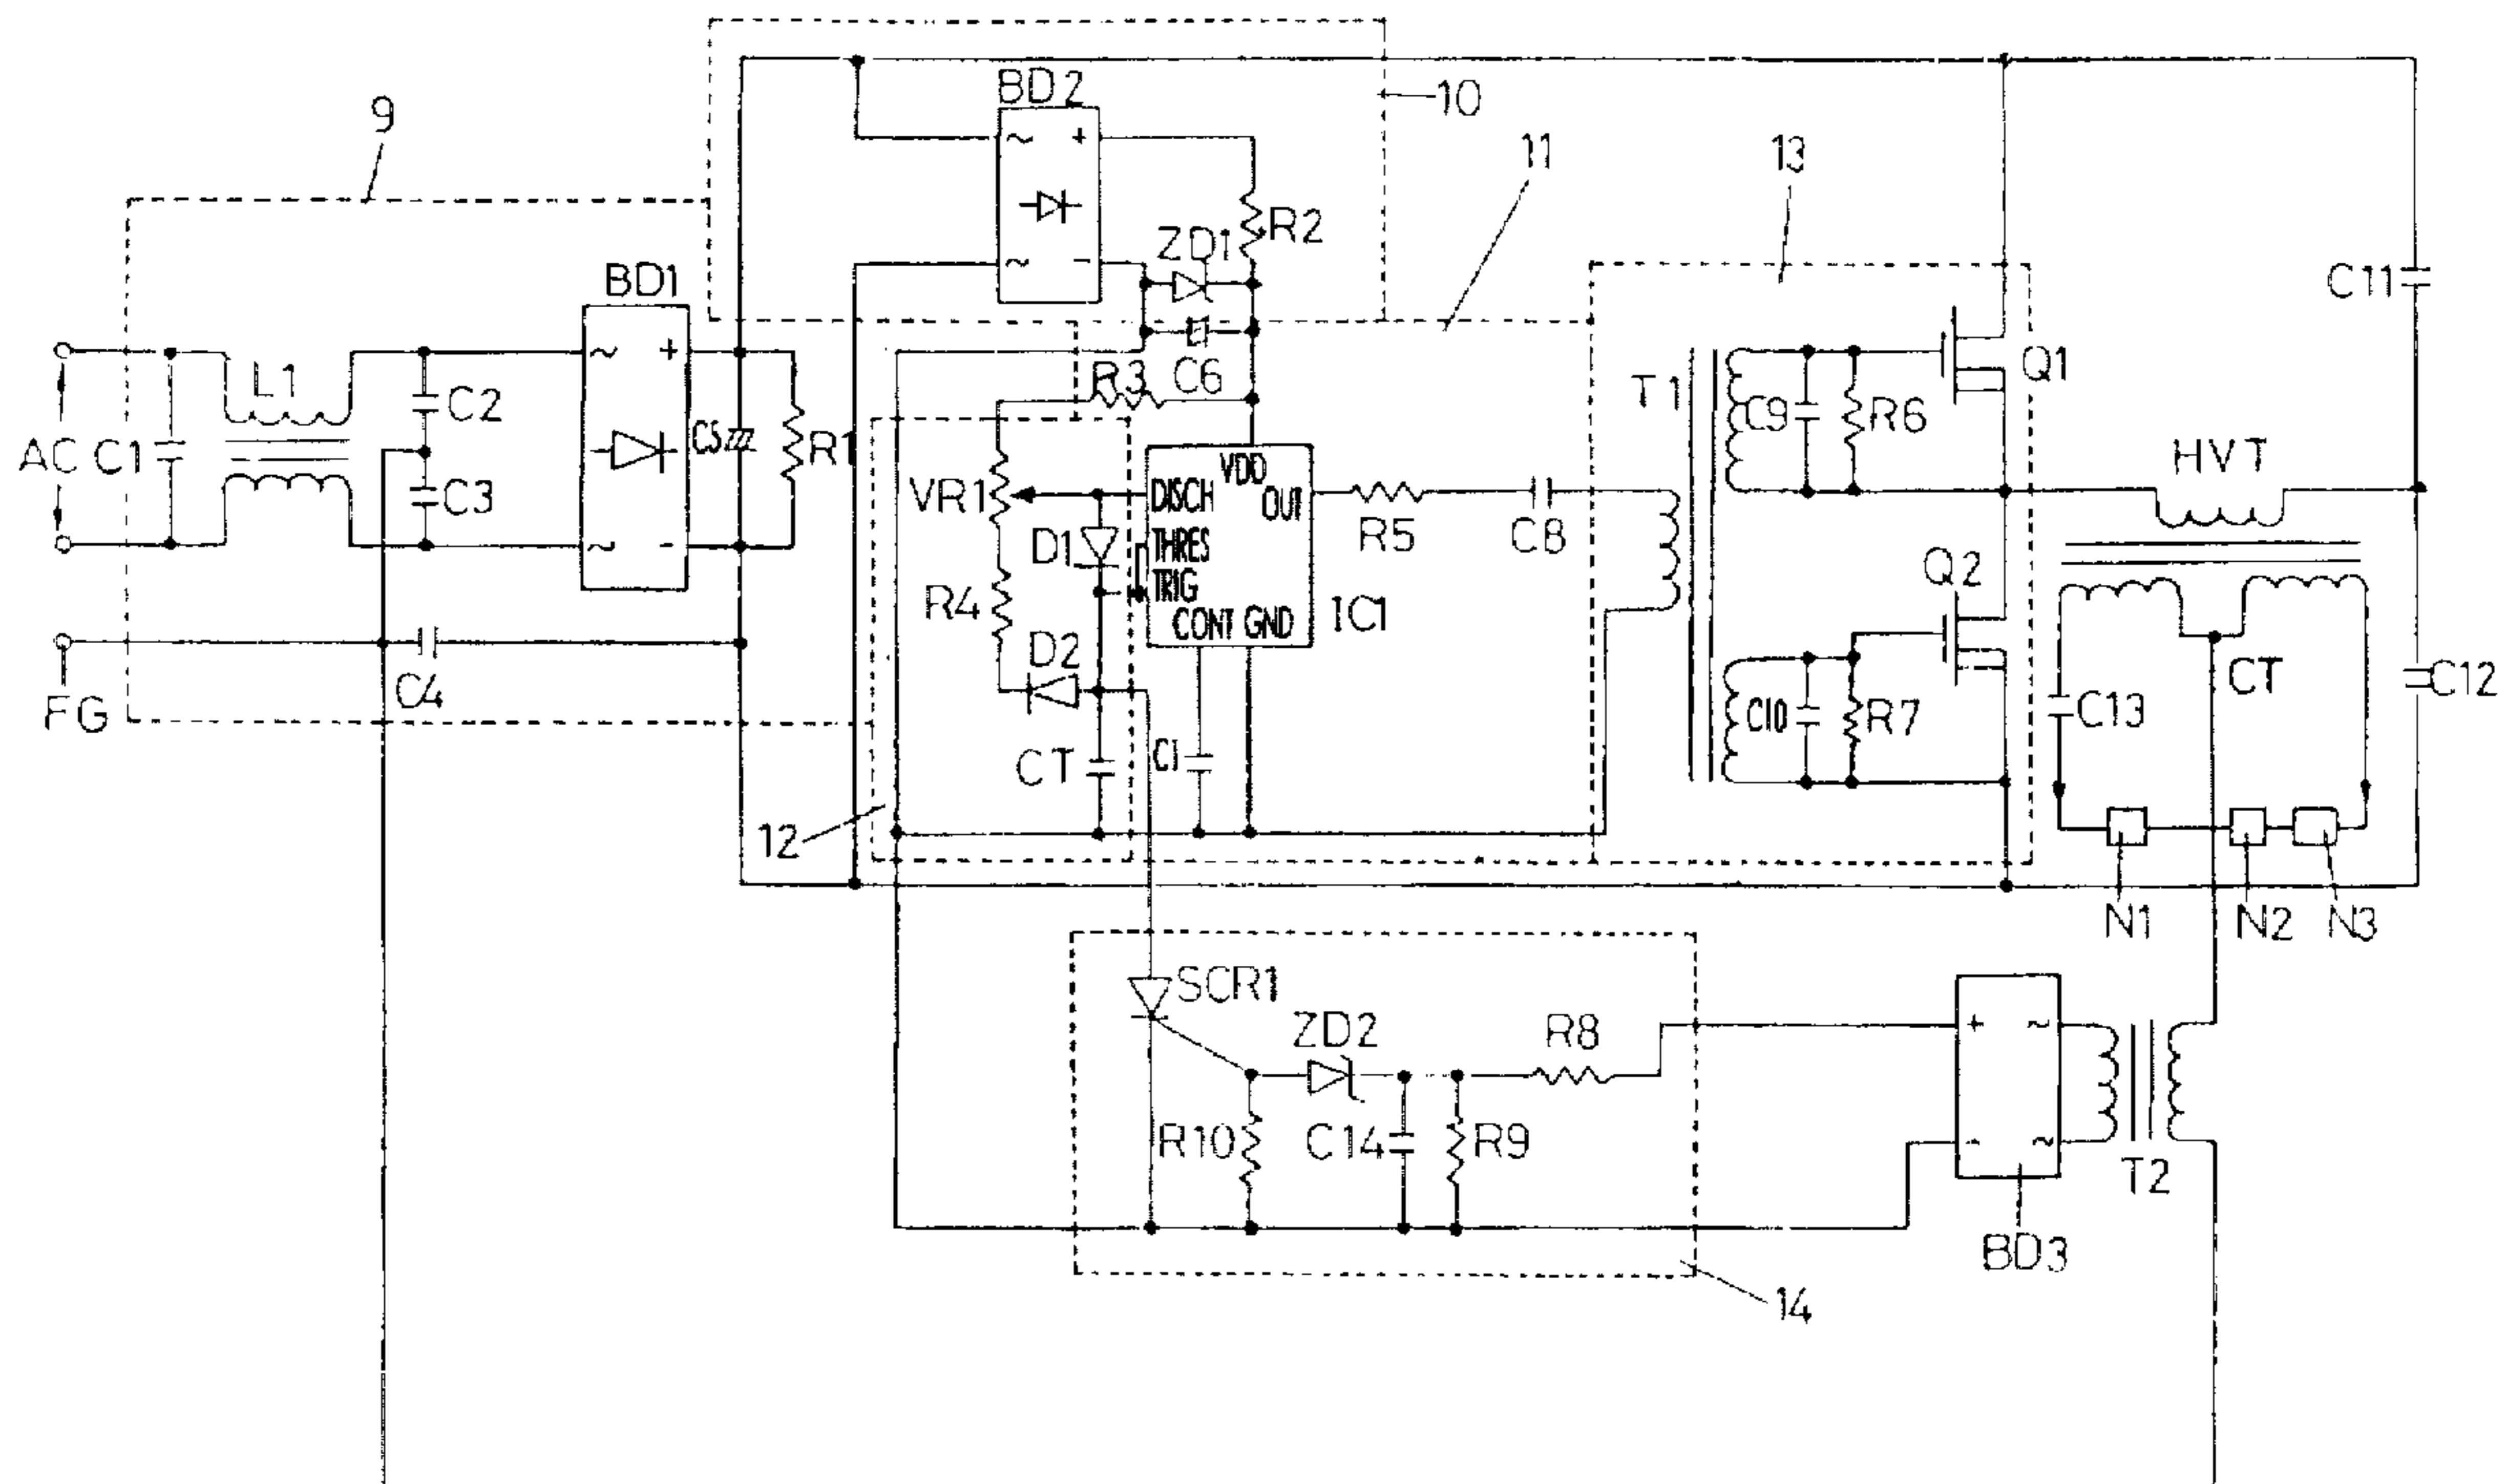 10
BD2
9
11
13
R2
ZD1
BD1
C11
~
+
~
-
~
+
~
-
L1
C2
R3
C6
T1
C9
R6
Q1
AC
C1
C5
R1
C3
VR1
DISCH
VDD
OUT
THRES
TRIG
CONT
GND
IC1
D1
R4
D2
R5
C8
HVT
Q2
CT
C12
C13
FG
C4
CT
C1
C10
R7
12
N1
N2
N3
SCR1
ZD2
R8
+
~
-
~
R10
C14
R9
T2
BD3
14